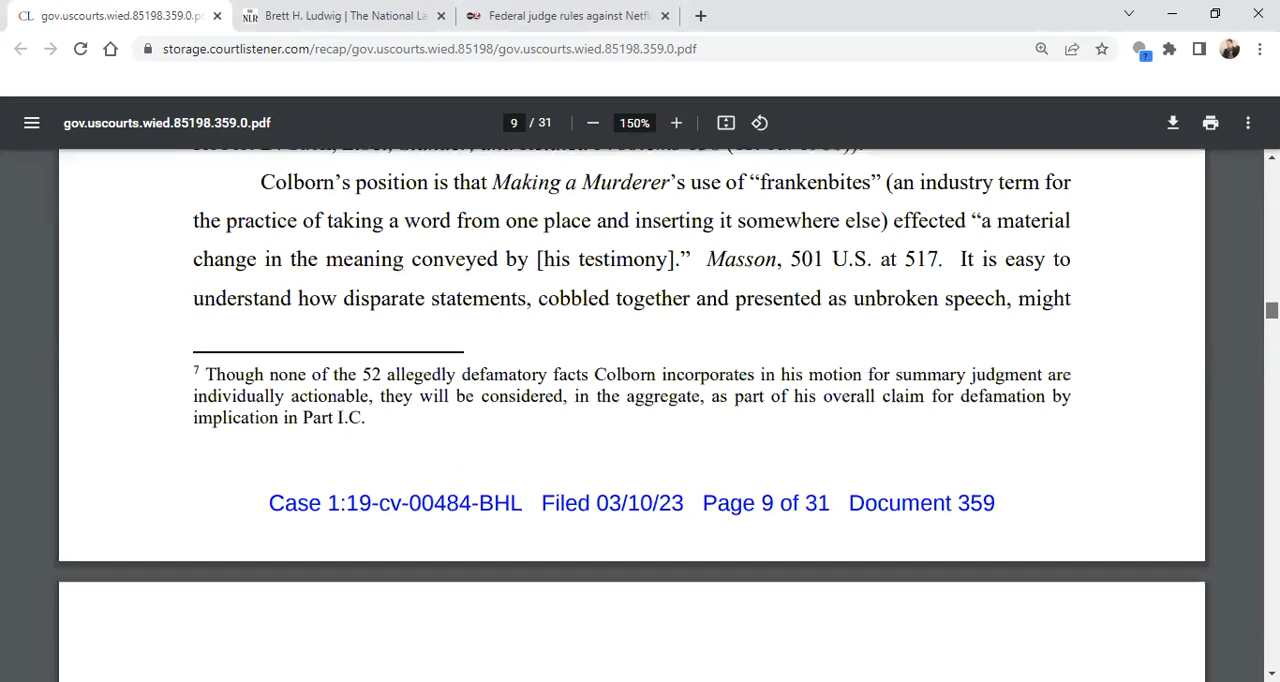 gov.uscourts.wied.85198.359.0.p
Brett H. Ludwig | The National La
Federal judge rules against Netfl
storage.courtlistener.com/recap/gov.uscourts.wied.85198/gov.uscourts.wied.85198.359.0.pdf
gov.uscourts.wied.85198.359.0.pdf
9 / 31
150%
Colborn’s position is that Making a Murderer’s use of “frankenbites” (an industry term for
the practice of taking a word from one place and inserting it somewhere else) effected “a material
change in the meaning conveyed by [his testimony].” Masson, 501 U.S. at 517. It is easy to
understand how disparate statements, cobbled together and presented as unbroken speech, might
7 Though none of the 52 allegedly defamatory facts Colborn incorporates in his motion for summary judgment are
individually actionable, they will be considered, in the aggregate, as part of his overall claim for defamation by
implication in Part I.C.
Case 1:19-cv-00484-BHL Filed 03/10/23 Page 9 of 31 Document 359